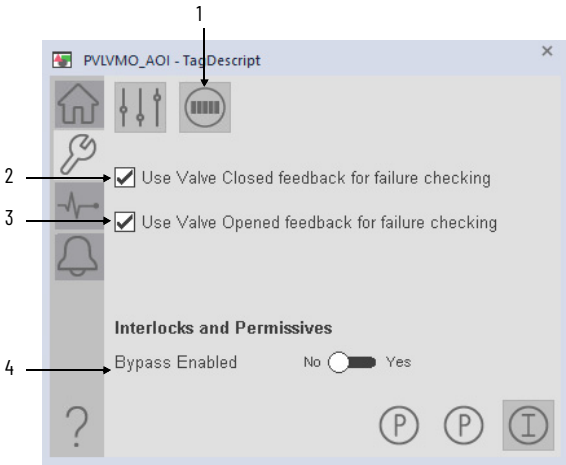 1
PVLVMO_AOI - TagDescript
2
Use Valve Closed feedback for failure checking
3
Use Valve Opened feedback for failure checking
Interlocks and Permissives
4
Bypass Enabled No Yes
?
P P I